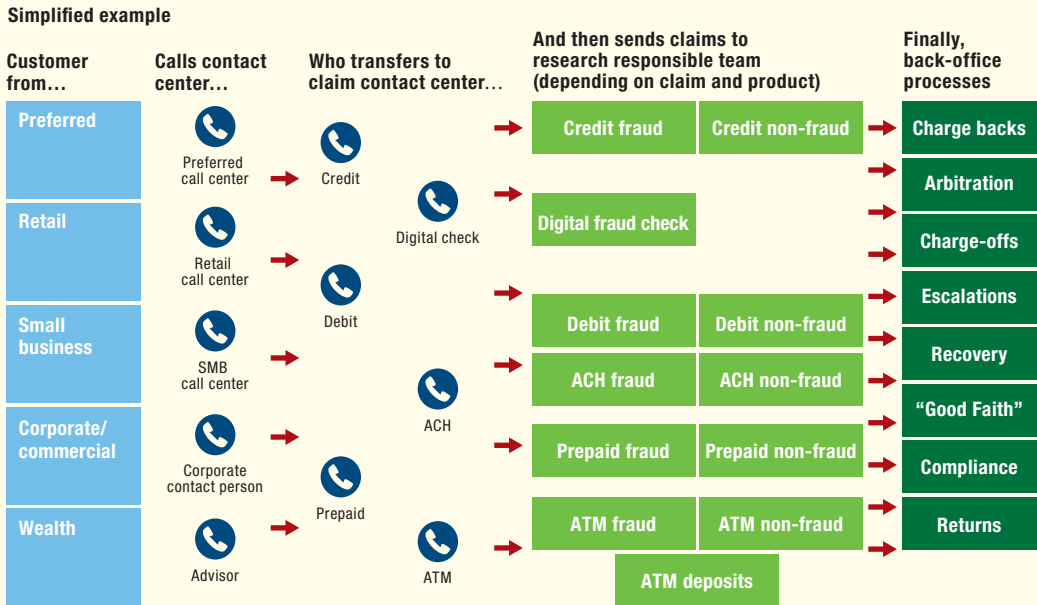 Simplified example
Customer
from...
Calls contact
center...
Who transfers to
claim contact center...
And then sends claims to
research responsible team
(depending on claim and product)
Finally,
back-office
processes
Preferred
Retail
Small
business
Corporate/
commercial
Wealth
Preferred
call center
Retail
call center
SMB
call center
Corporate
contact person
Advisor
Credit
Digital check
Debit
ACH
Prepaid
ATM
Credit fraud
Credit non-fraud
Digital fraud check
Debit fraud
Debit non-fraud
ACH fraud
ACH non-fraud
Prepaid fraud
Prepaid non-fraud
ATM fraud
ATM non-fraud
ATM deposits
Charge backs
Arbitration
Charge-offs
Escalations
Recovery
“Good Faith”
Compliance
Returns